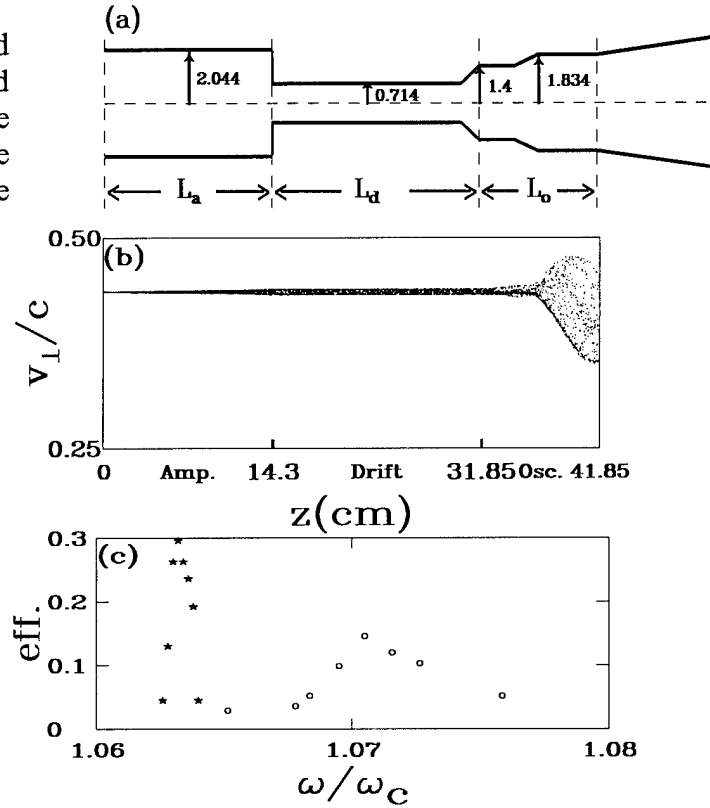 (a)
d
d
e
e
e
2.044
0.714
1.4
1.834
L_a
L_d
L_o
(b)
0.50
0.25
v_⊥/c
0 Amp. 14.3 Drift 31.85 Osc. 41.85
z(cm)
(c)
0.3
0.2
0.1
0
eff.
1.06 1.07 1.08
ω/ω_c